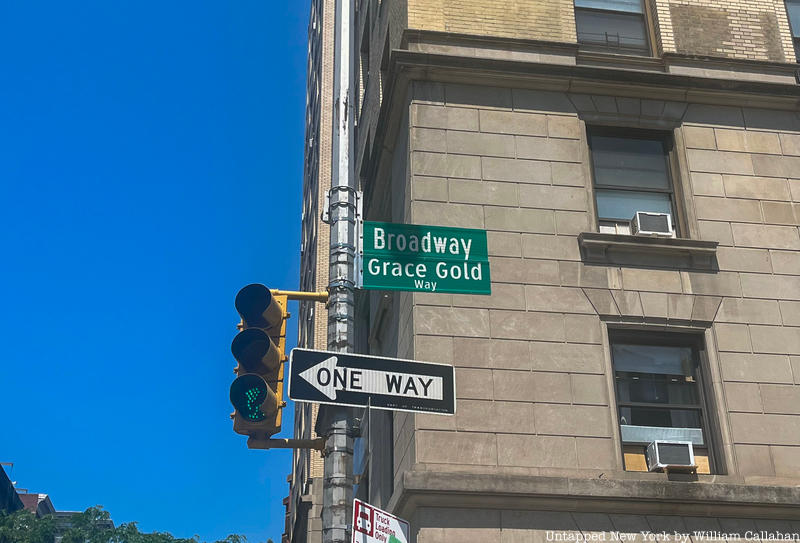 Broadway
Grace Gold
Way
ONE WAY
Truck
Loading
Only
Untapped New York by William Callahan